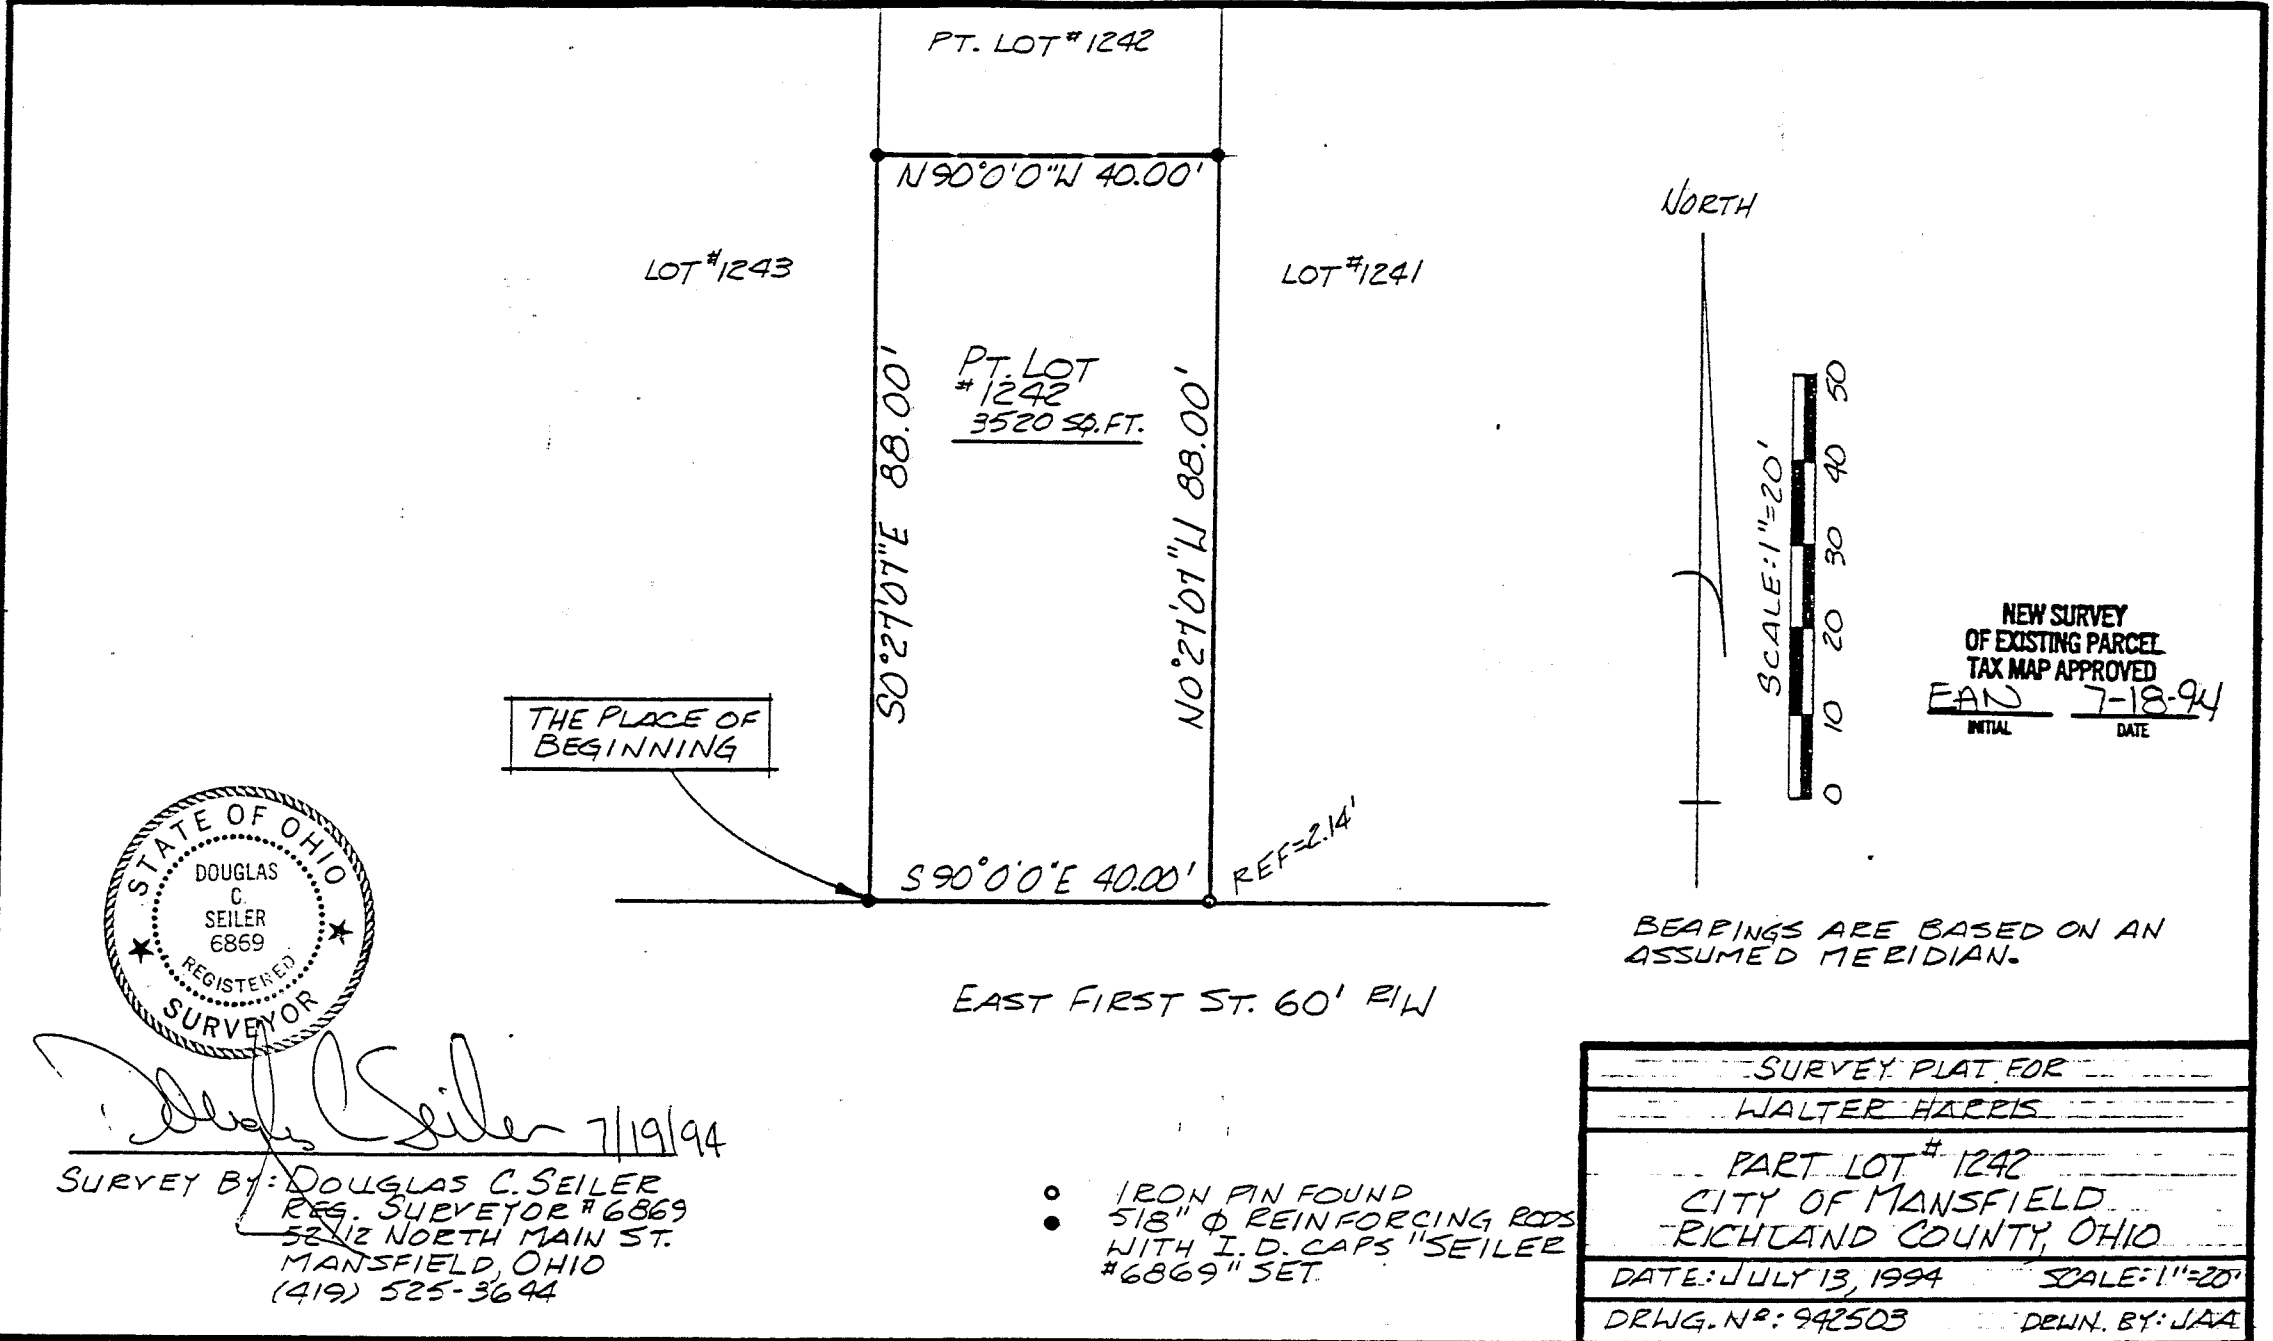 PT. LOT # 1242
N90°0'0"W 40.00'
LOT #1243
LOT #1241
NORTH
PT. LOT
# 1242
3520 SQ.FT.
S0°27'07"E 88.00'
N0°27'07"W 88.00'
SCALE: 1"=20'
50
40
30
20
10
0
NEW SURVEY
OF EXISTING PARCEL
TAX MAP APPROVED
EAN 7-18-94
INITIAL DATE
THE PLACE OF
BEGINNING
S90°0'0"E 40.00'
REF=2.14'
BEARINGS ARE BASED ON AN
ASSUMED MERIDIAN.
EAST FIRST ST. 60' R/W
STATE OF OHIO
DOUGLAS
C.
SEILER
6869
REGISTERED
SURVEYOR
Douglas C Seiler 7/19/94
SURVEY BY: DOUGLAS C. SEILER
REG. SURVEYOR # 6869
52 1/2 NORTH MAIN ST.
MANSFIELD, OHIO
(419) 525-3644
IRON PIN FOUND
5/8" Φ REINFORCING RODS
WITH I.D. CAPS "SEILER
#6869" SET
SURVEY PLAT FOR
WALTER HARRIS
PART LOT # 1242
CITY OF MANSFIELD
RICHLAND COUNTY, OHIO
DATE: JULY 13, 1994 SCALE: 1"=20'
DRWG. Nº: 942503 DRWN. BY: JAA